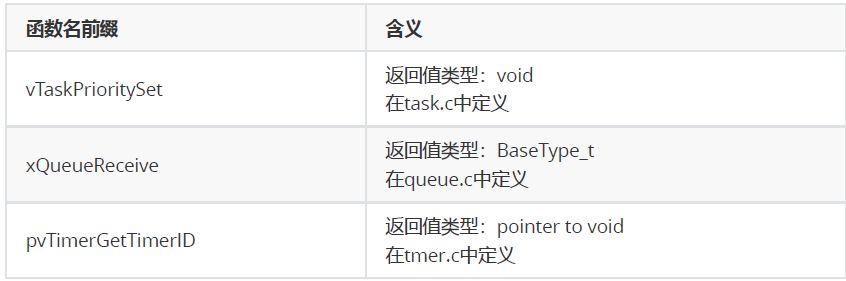 函数名前缀
含义
vTaskPrioritySet
返回值类型：void
在task.c中定义
xQueueReceive
返回值类型：BaseType_t
在queue.c中定义
pvTimerGetTimerID
返回值类型：pointer to void
在tmer.c中定义